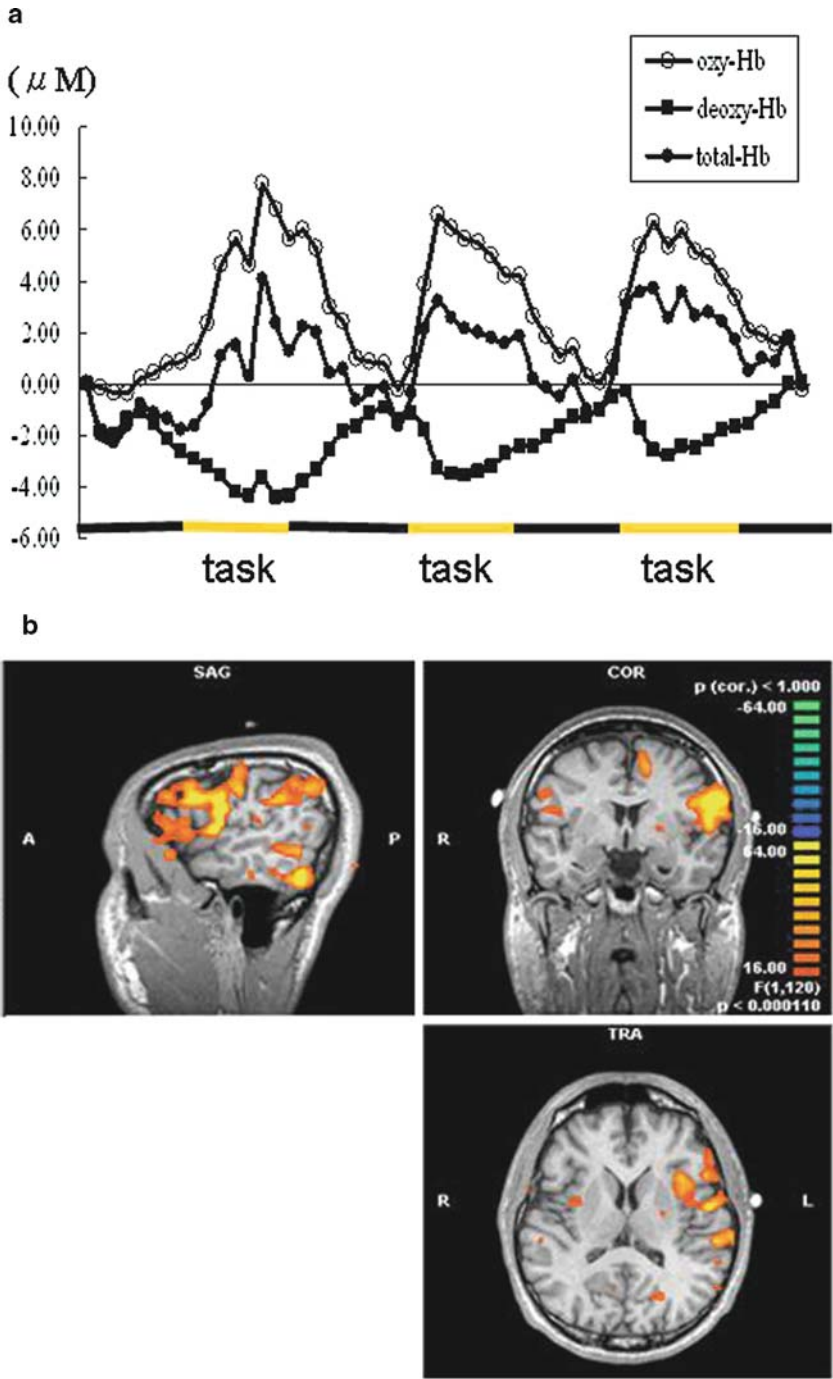 a
(μM)
oxy-Hb
deoxy-Hb
total-Hb
10.00
8.00
6.00
4.00
2.00
0.00
-2.00
-4.00
-6.00
task task task
b
SAG
A P
COR
p (cor.) < 1.000
-64.00
R
-16.00
64.00
16.00
F(1,120)
p < 0.000110
TRA
R L